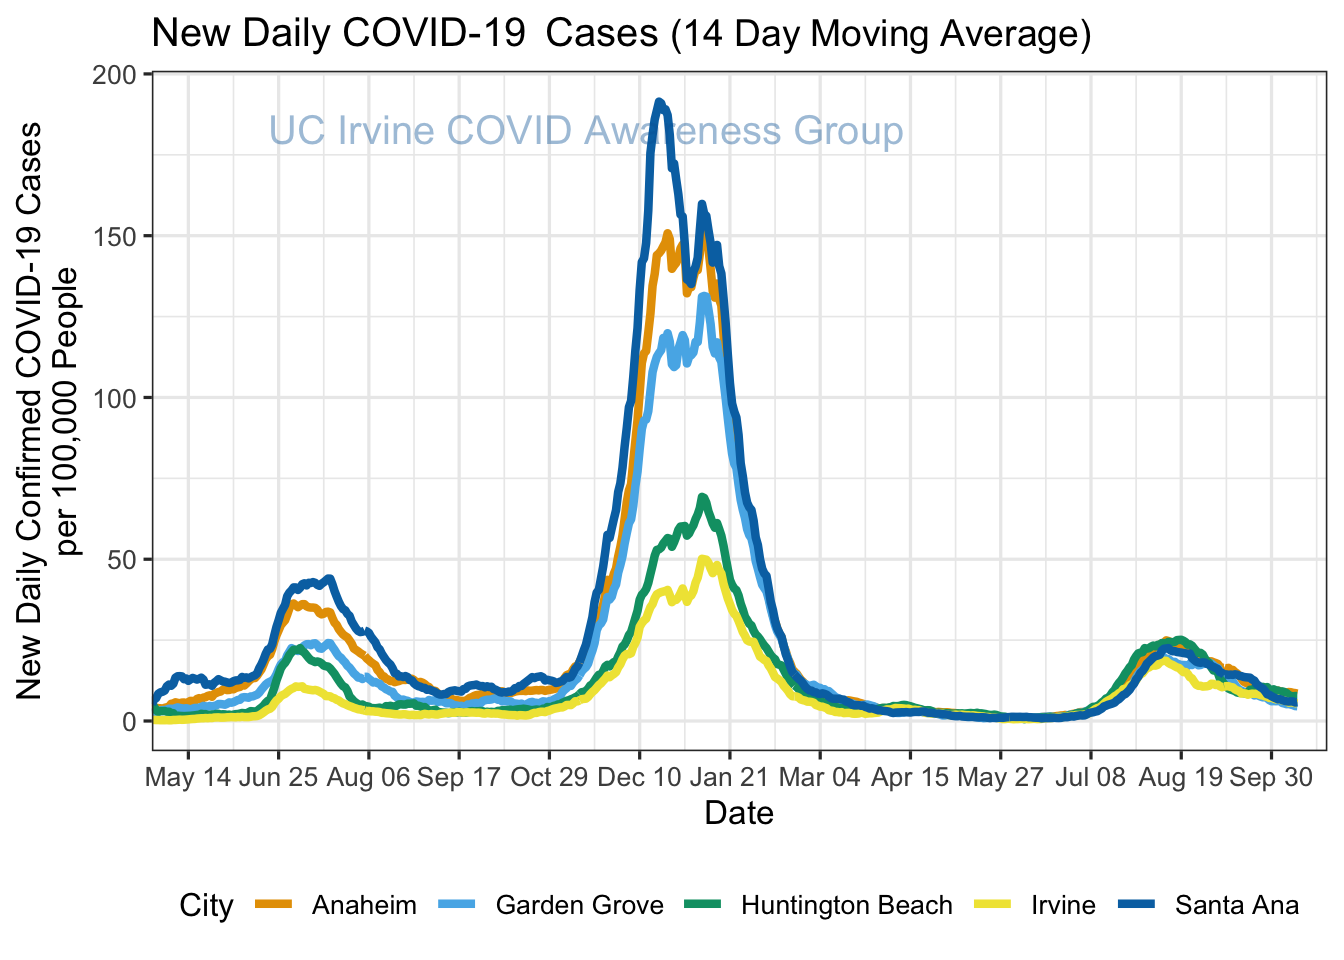 New Daily COVID-19  Cases (14 Day Moving Average)
UC Irvine COVID Awareness Group
New Daily Confirmed COVID-19 Cases
per 100,000 People
200
150
100
50
0
May 14 Jun 25 Aug 06 Sep 17 Oct 29 Dec 10 Jan 21 Mar 04 Apr 15 May 27 Jul 08 Aug 19 Sep 30
Date
City Anaheim Garden Grove Huntington Beach Irvine Santa Ana